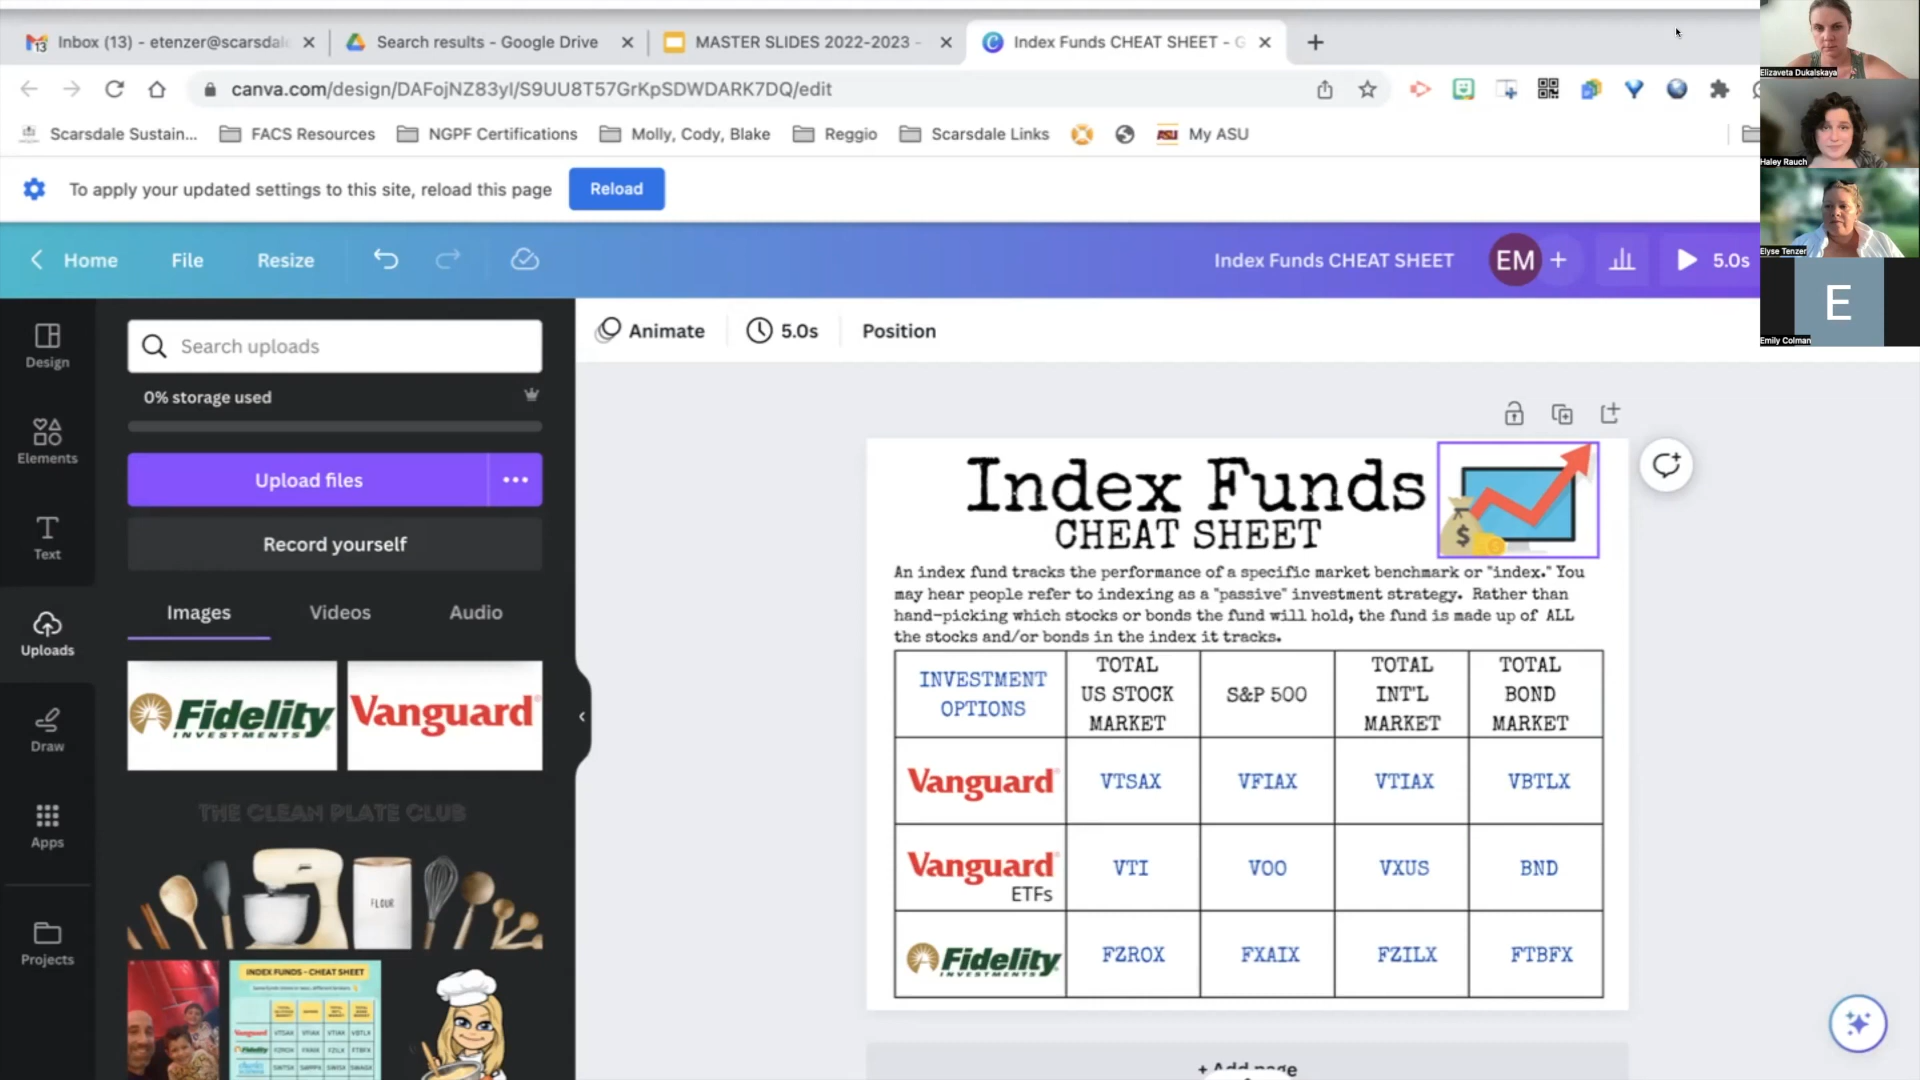 Inbox (13) - etenzer@scarsdal
Search results - Google Drive
MASTER SLIDES 2022-2023 -
Index Funds CHEAT SHEET - G
canva.com/design/DAFojNZ83yI/S9UU8T57GrKpSDWDARK7DQ/edit
Scarsdale Sustain...
FACS Resources
NGPF Certifications
Molly, Cody, Blake
Reggio
Scarsdale Links
ASU
My ASU
To apply your updated settings to this site, reload this page
Reload
Home
File
Resize
Index Funds CHEAT SHEET
EM
5.0s
Elizaveta Dukalskaya
Haley Rauch
Elyse Tenzer
E
Emily Colman
Design
Elements
Text
Uploads
Draw
Apps
Projects
Search uploads
0% storage used
Upload files
Record yourself
Images
Videos
Audio
Fidelity
INVESTMENTS
Vanguard
THE CLEAN PLATE CLUB
FLOUR
INDEX FUNDS - CHEAT SHEET
Animate
5.0s
Position
Index Funds
CHEAT SHEET
An index fund tracks the performance of a specific market benchmark or "index." You
may hear people refer to indexing as a "passive" investment strategy. Rather than
hand-picking which stocks or bonds the fund will hold, the fund is made up of ALL
the stocks and/or bonds in the index it tracks.
INVESTMENT OPTIONS
TOTAL US STOCK MARKET
S&P 500
TOTAL INT'L MARKET
TOTAL BOND MARKET
Vanguard VTSAX VFIAX VTIAX VBTLX
Vanguard ETFs VTI VOO VXUS BND
Fidelity INVESTMENTS FZROX FXAIX FZILX FTBFX
+ Add page